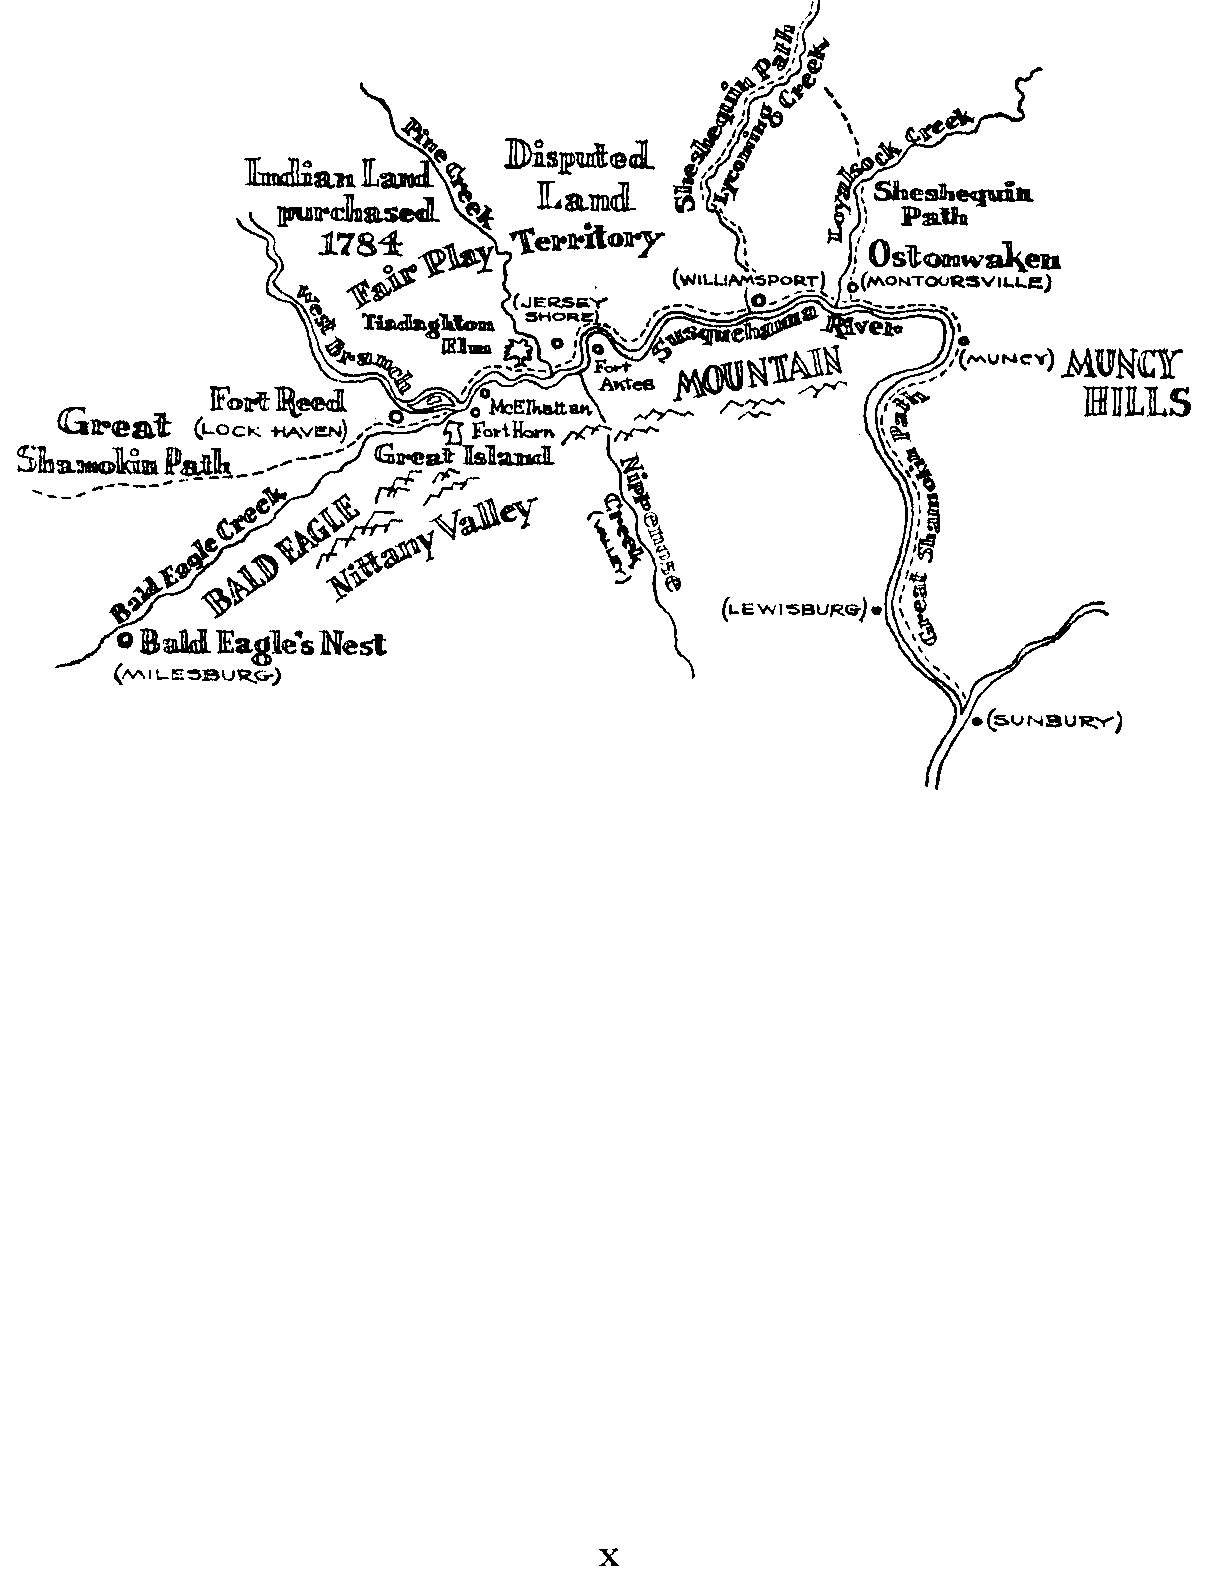 Sheshequin Path
Lycoming Creek
Pine Creek
Disputed
Land
Loyalsock Creek
Indian Land
purchased
1784
Sheshequin
Path
Fair Play Territory
Ostonwaken
(MONTOURSVILLE)
(WILLIAMSPORT)
(JERSEY
SHORE)
West Branch
Susquehanna River
Tiadaghton
Elm
Fort
Antes
MOUNTAIN
(MUNCY)
MUNCY
HILLS
Fort Reed
(LOCK HAVEN)
McElhattan
Fort Horn
Great Island
Great
Shamokin Path
Great Shamokin Path
Bald Eagle Creek
BALD EAGLE
Nittany Valley
Nippenose
Creek
(VALLEY)
(LEWISBURG)
Bald Eagle's Nest
(MILESBURG)
(SUNBURY)
x